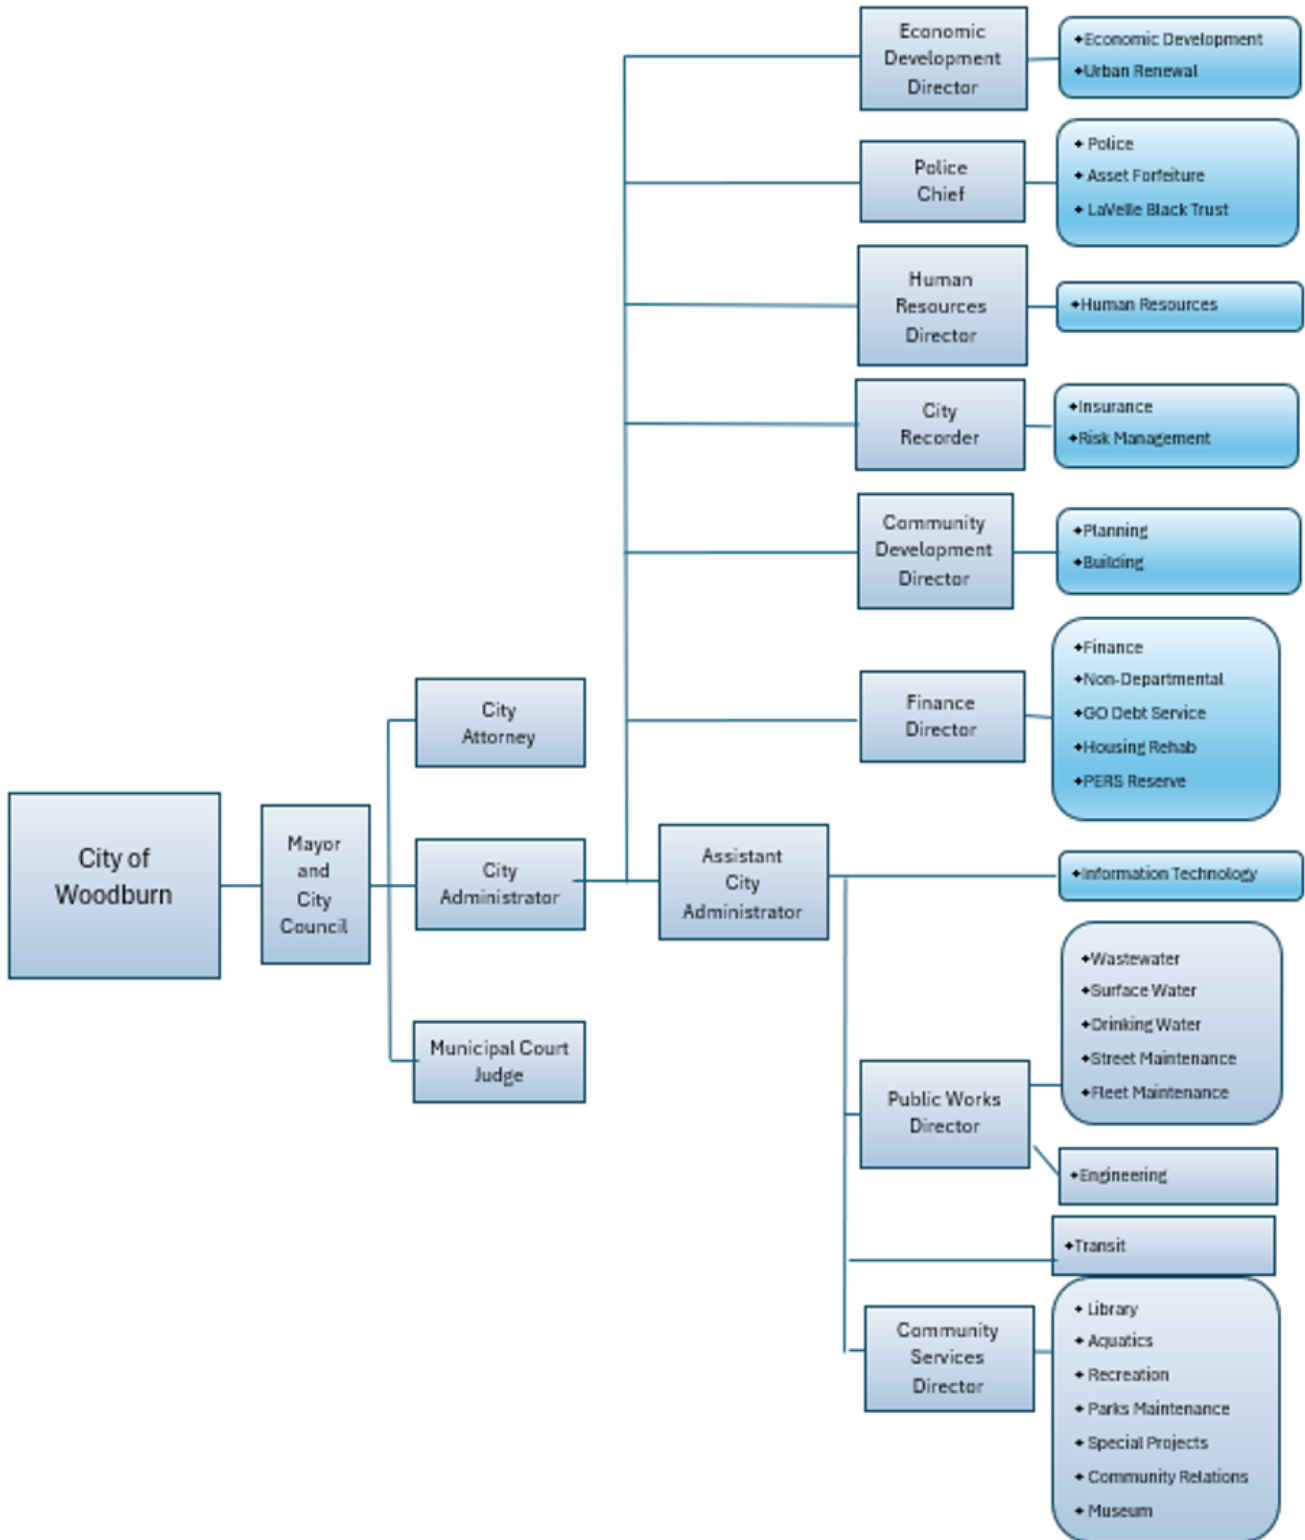 Economic
Development
Director
✦Economic Development
✦Urban Renewal
Police
Chief
✦ Police
✦ Asset Forfeiture
✦ LaVelle Black Trust
Human
Resources
Director
✦Human Resources
City
Recorder
✦Insurance
✦Risk Management
Community
Development
Director
✦Planning
✦Building
Finance
Director
✦Finance
✦Non-Departmental
✦GO Debt Service
✦Housing Rehab
✦PERS Reserve
City of
Woodburn
Mayor
and
City
Council
City
Attorney
City
Administrator
Municipal Court
Judge
Assistant
City
Administrator
✦Information Technology
Public Works
Director
✦Wastewater
✦Surface Water
✦Drinking Water
✦Street Maintenance
✦Fleet Maintenance
✦Engineering
✦Transit
Community
Services
Director
✦ Library
✦ Aquatics
✦ Recreation
✦ Parks Maintenance
✦ Special Projects
✦ Community Relations
✦ Museum